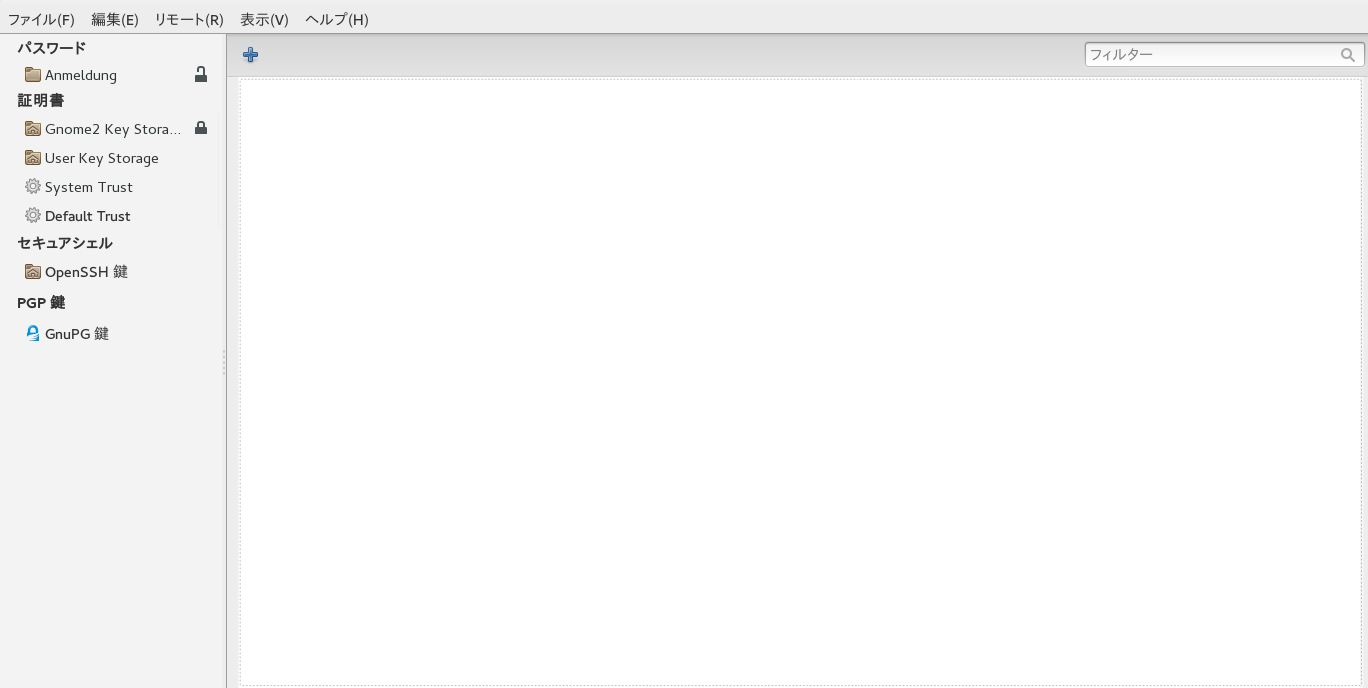 ファイル(F) 編集(E) リモート(R) 表示(V) ヘルプ(H)
パスワード
Anmeldung
証明書
Gnome2 Key Stora...
User Key Storage
System Trust
Default Trust
セキュアシェル
OpenSSH 鍵
PGP 鍵
GnuPG 鍵
フィルター